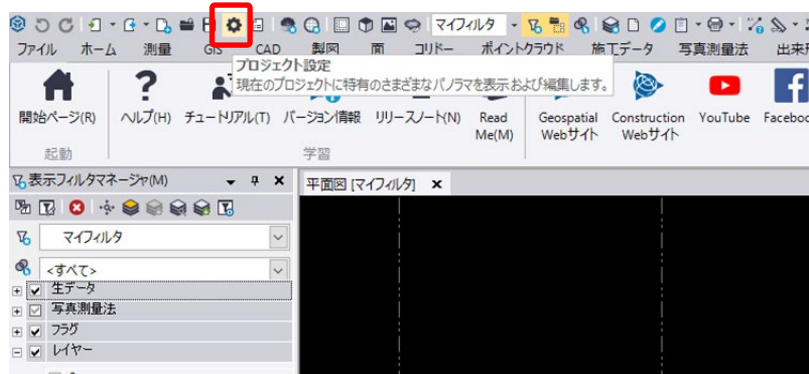 マイフィルタ
ファイル ホーム 測量 GIS CAD 製図 面 コリドー ポイントクラウド 施工データ 写真測量法
プロジェクト設定
現在のプロジェクトに特有のさまざまなパノラマを表示および編集します。
開始ページ(R) ヘルプ(H) チュートリアル(T) バージョン情報 リリースノート(N) Read Me(M) Geospatial Webサイト Construction Webサイト YouTube
起動 学習
表示フィルタマネージャ(M) 平面図 [マイフィルタ]
マイフィルタ
<すべて>
生データ
写真測量法
フラグ
レイヤー